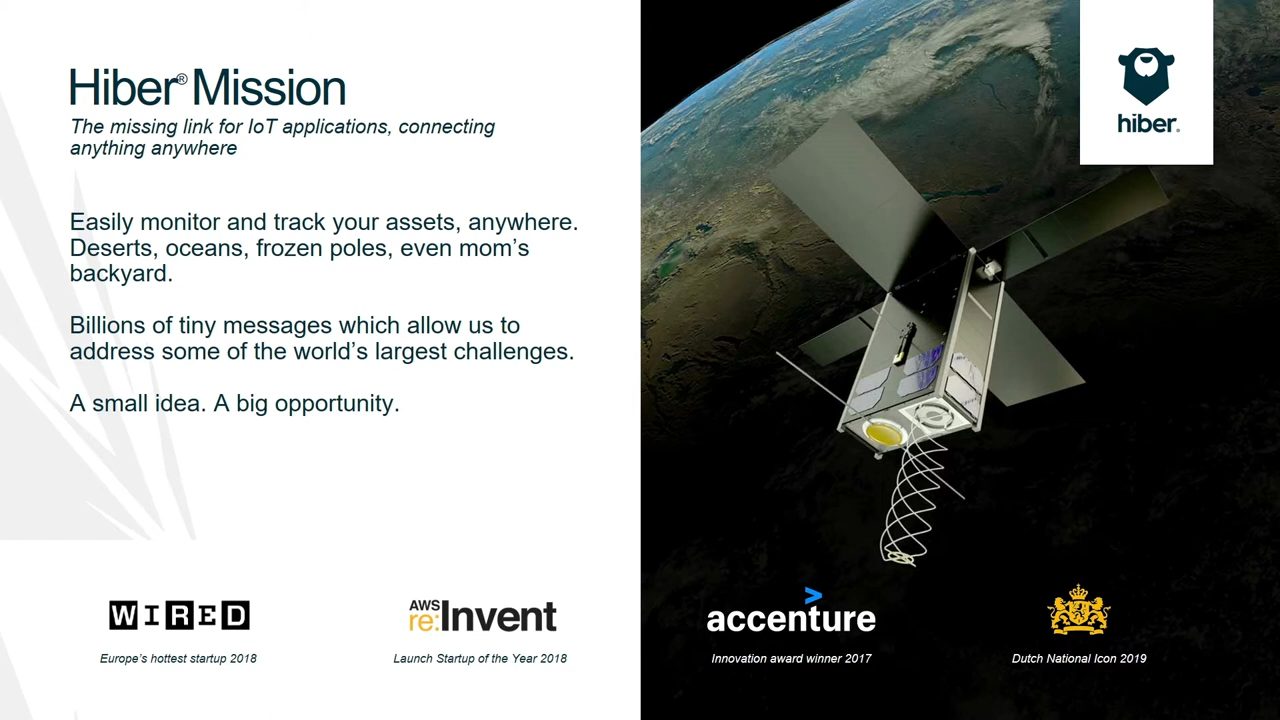 Hiber® Mission
The missing link for IoT applications, connecting
anything anywhere
Easily monitor and track your assets, anywhere.
Deserts, oceans, frozen poles, even mom’s
backyard.
Billions of tiny messages which allow us to
address some of the world’s largest challenges.
A small idea. A big opportunity.
hiber.
WIRED
Europe’s hottest startup 2018
AWS
re:Invent
Launch Startup of the Year 2018
>
accenture
Innovation award winner 2017
Dutch National Icon 2019